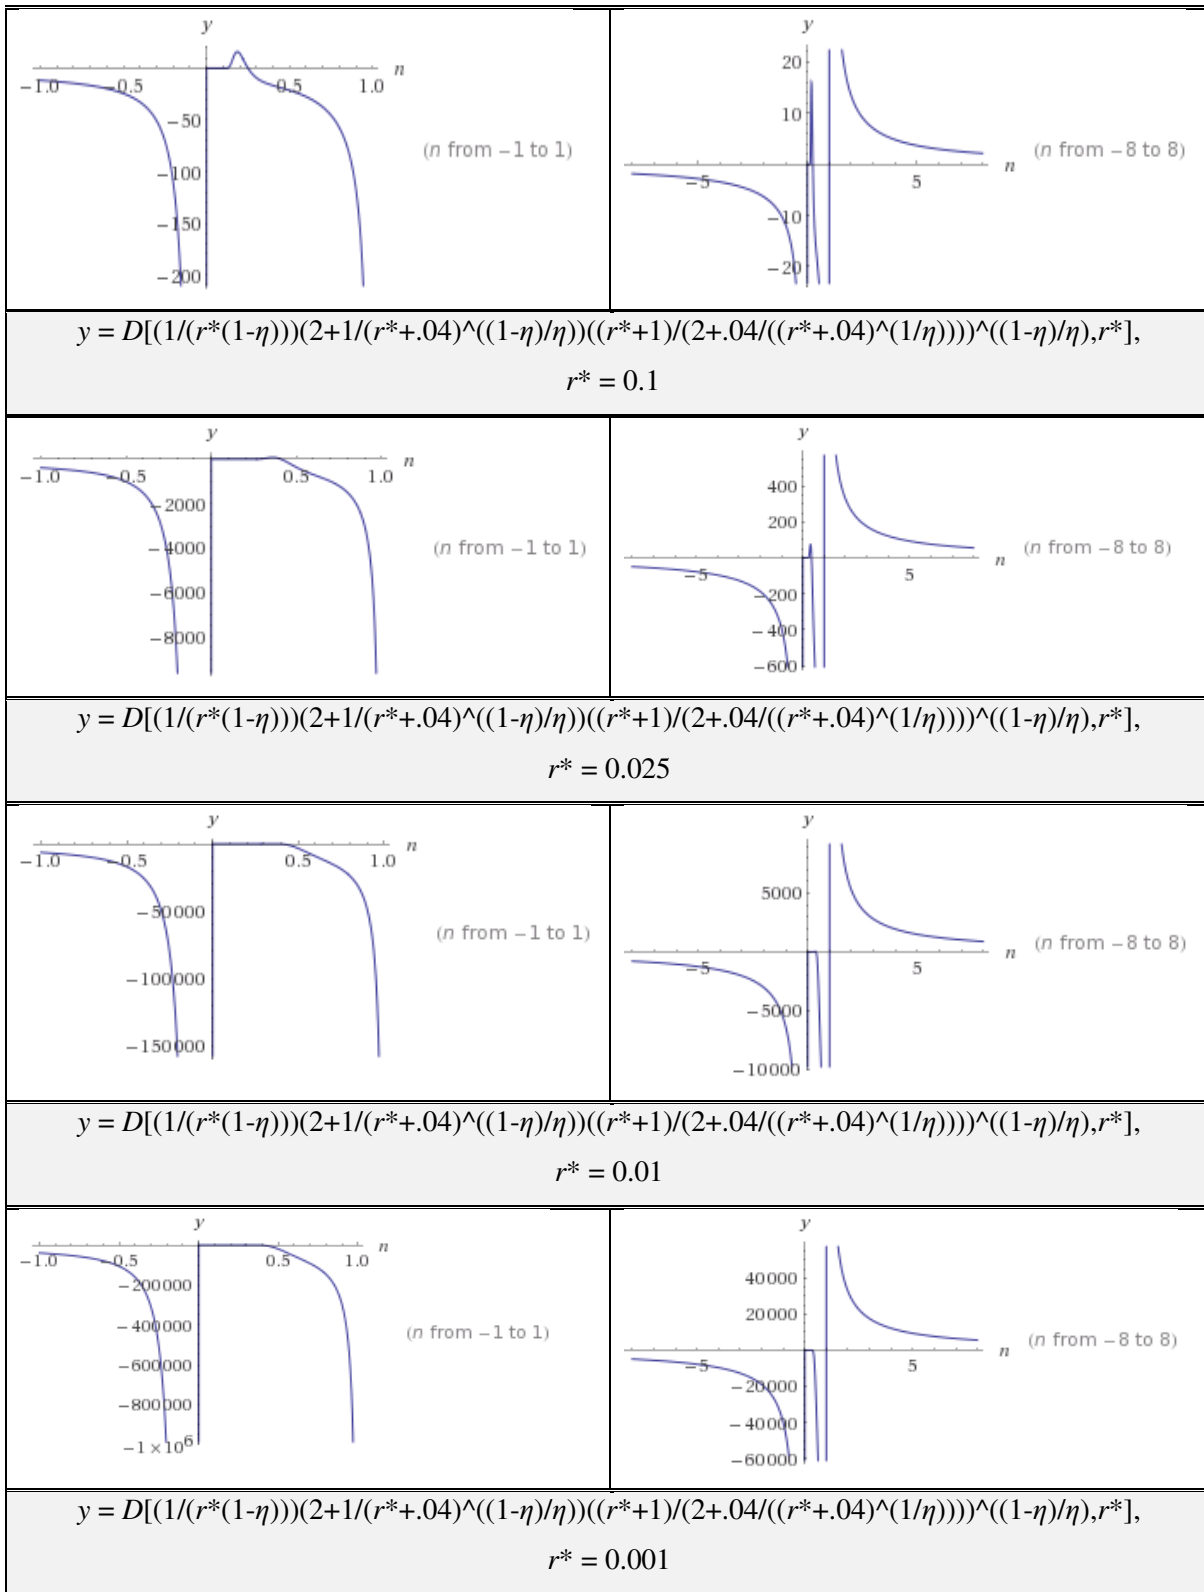 y
n
−1.0
−0.5
0.5
1.0
−50
−100
−150
−200
(n from −1 to 1)
y
20
10
n
−5
5
−10
−20
(n from −8 to 8)
y = D[(1/(r*(1-η)))(2+1/(r*+.04)^((1-η)/η))((r*+1)/(2+.04/((r*+.04)^(1/η))))^((1-η)/η),r*],
r* = 0.1
y
n
−1.0
−0.5
0.5
1.0
−2000
−4000
−6000
−8000
(n from −1 to 1)
y
400
200
n
−5
5
−200
−400
−600
(n from −8 to 8)
y = D[(1/(r*(1-η)))(2+1/(r*+.04)^((1-η)/η))((r*+1)/(2+.04/((r*+.04)^(1/η))))^((1-η)/η),r*],
r* = 0.025
y
n
−1.0
−0.5
0.5
1.0
−50000
−100000
−150000
(n from −1 to 1)
y
5000
n
−5
5
−5000
−10000
(n from −8 to 8)
y = D[(1/(r*(1-η)))(2+1/(r*+.04)^((1-η)/η))((r*+1)/(2+.04/((r*+.04)^(1/η))))^((1-η)/η),r*],
r* = 0.01
y
n
−1.0
−0.5
0.5
1.0
−200000
−400000
−600000
−800000
−1×10⁶
(n from −1 to 1)
y
40000
20000
n
−5
5
−20000
−40000
−60000
(n from −8 to 8)
y = D[(1/(r*(1-η)))(2+1/(r*+.04)^((1-η)/η))((r*+1)/(2+.04/((r*+.04)^(1/η))))^((1-η)/η),r*],
r* = 0.001